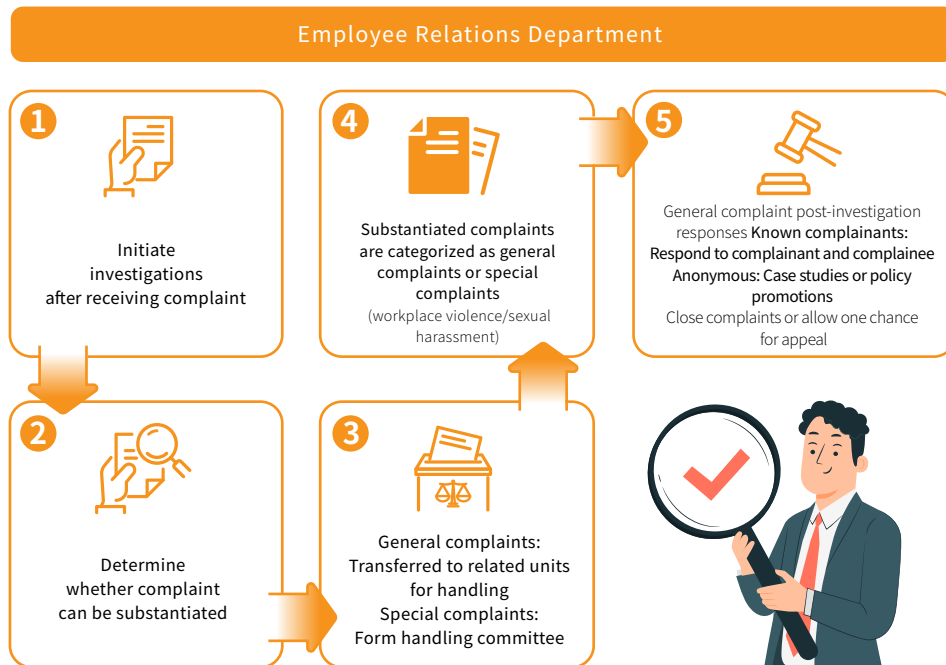 Employee Relations Department
1
Initiate
investigations
after receiving complaint
2
Determine
whether complaint
can be substantiated
3
General complaints:
Transferred to related units
for handling
Special complaints:
Form handling committee
4
Substantiated complaints
are categorized as general
complaints or special
complaints
(workplace violence/sexual
harassment)
5
General complaint post-investigation
responses Known complainants:
Respond to complainant and complainee
Anonymous: Case studies or policy
promotions
Close complaints or allow one chance
for appeal